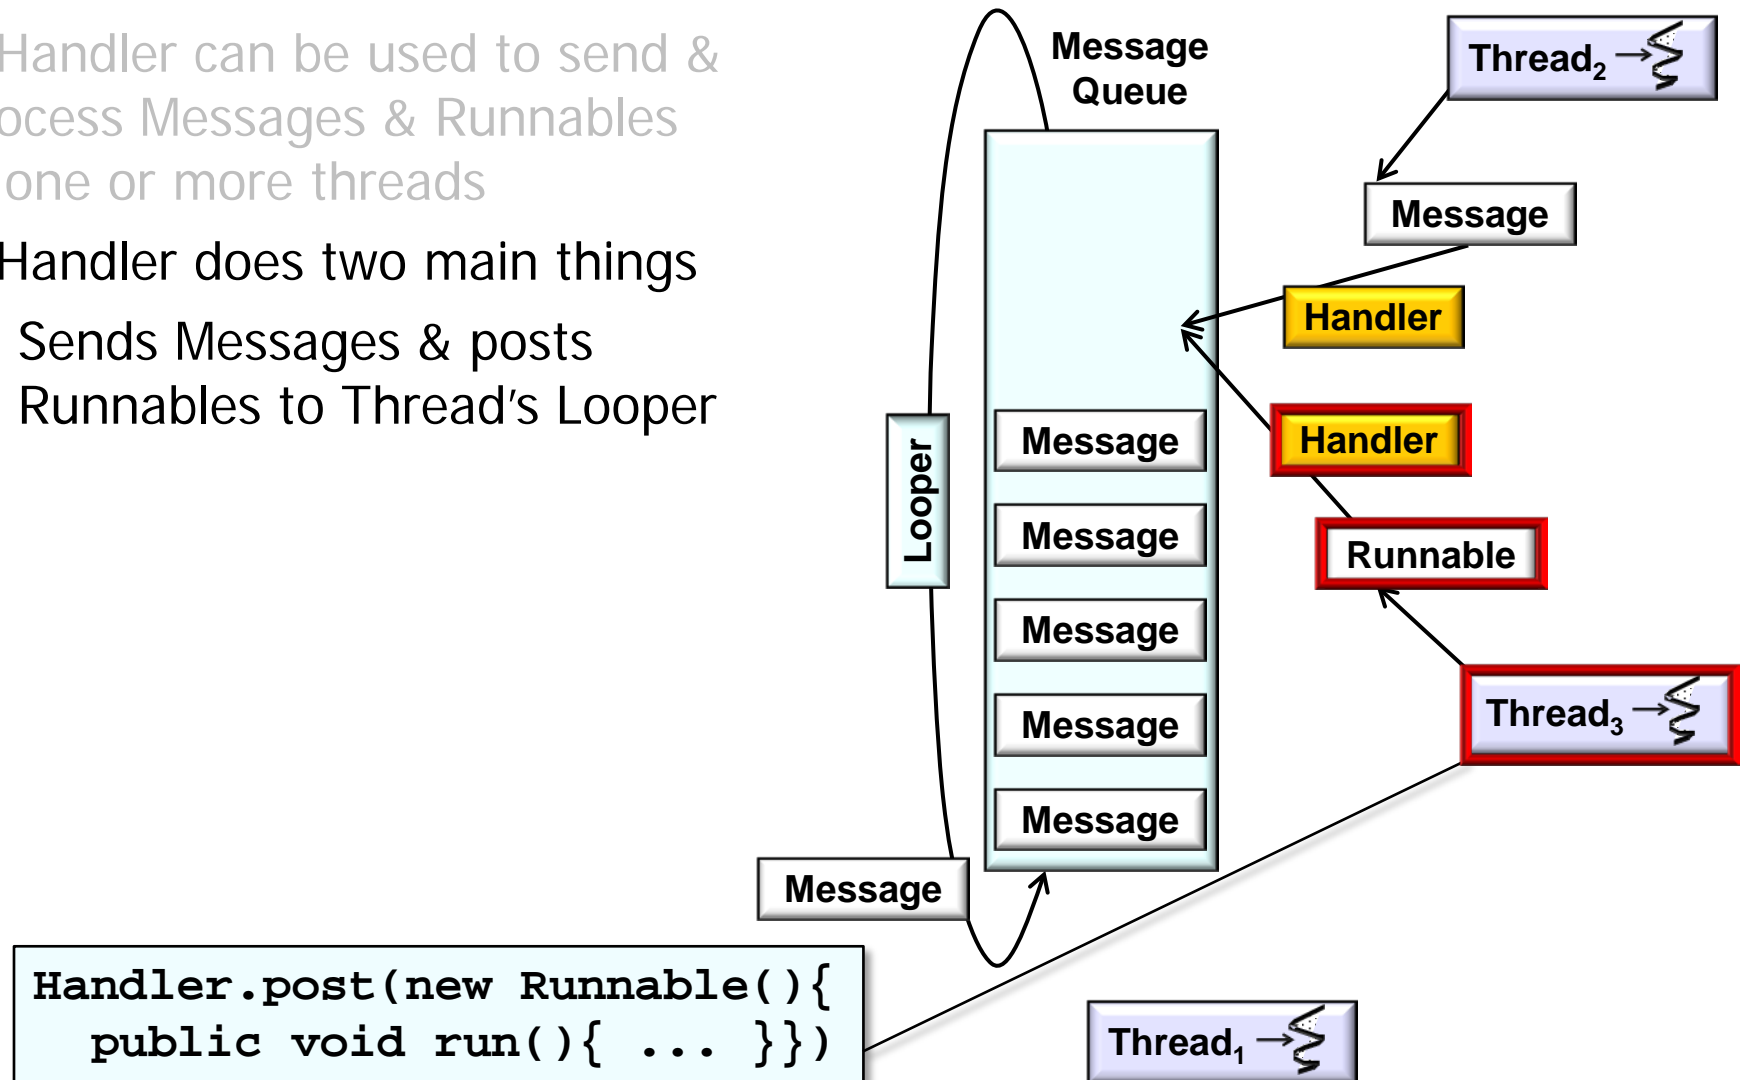 Handler can be used to send &
ocess Messages & Runnables
one or more threads
Handler does two main things
Sends Messages & posts
Runnables to Thread's Looper
Message
Queue
Thread2
Message
Handler
Handler
Runnable
Thread3
Looper
Message
Message
Message
Message
Message
Message
Handler.post(new Runnable(){
public void run(){ ... }})
Thread1